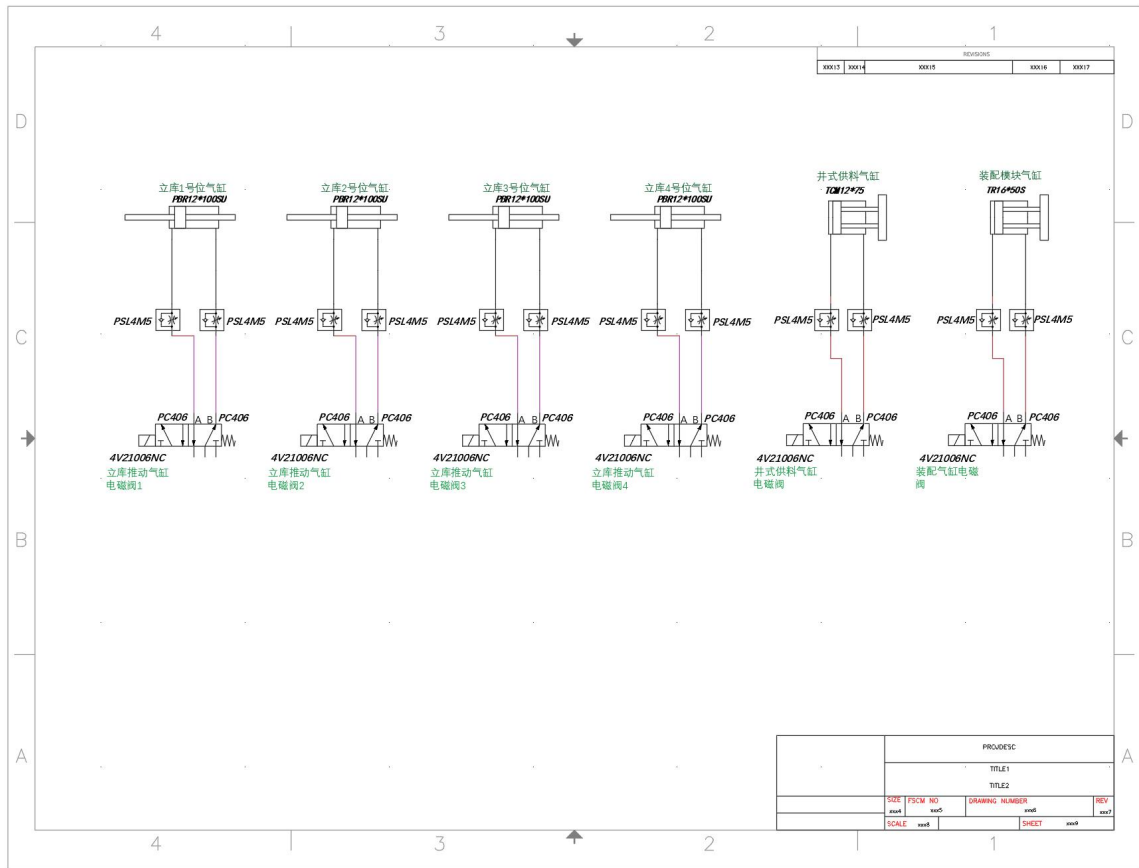 4 3 2 1
REVISIONS
XXX13 XXX14 XXX15 XXX16 XXX17
D D
立库1号位气缸 立库2号位气缸 立库3号位气缸 立库4号位气缸 井式供料气缸 装配模块气缸
PBR12*100SU PBR12*100SU PBR12*100SU PBR12*100SU TCM12*75 TR16*50S
PSL4M5 PSL4M5 PSL4M5 PSL4M5 PSL4M5 PSL4M5 PSL4M5 PSL4M5 PSL4M5 PSL4M5 PSL4M5 PSL4M5
C C
PC406 A B PC406 PC406 A B PC406 PC406 A B PC406 PC406 A B PC406 PC406 A B PC406 PC406 A B PC406
4V21006NC 4V21006NC 4V21006NC 4V21006NC 4V21006NC 4V21006NC
立库推动气缸 立库推动气缸 立库推动气缸 立库推动气缸 井式供料气缸 装配气缸电磁
电磁阀1 电磁阀2 电磁阀3 电磁阀4 电磁阀 阀
B B
PROJDESC
A A
TITLE1
TITLE2
SIZE FSCM NO DRAWING NUMBER REV
xxx4 xxx5 xxx6 xxx7
SCALE xxx8 SHEET xxx9
4 3 2 1